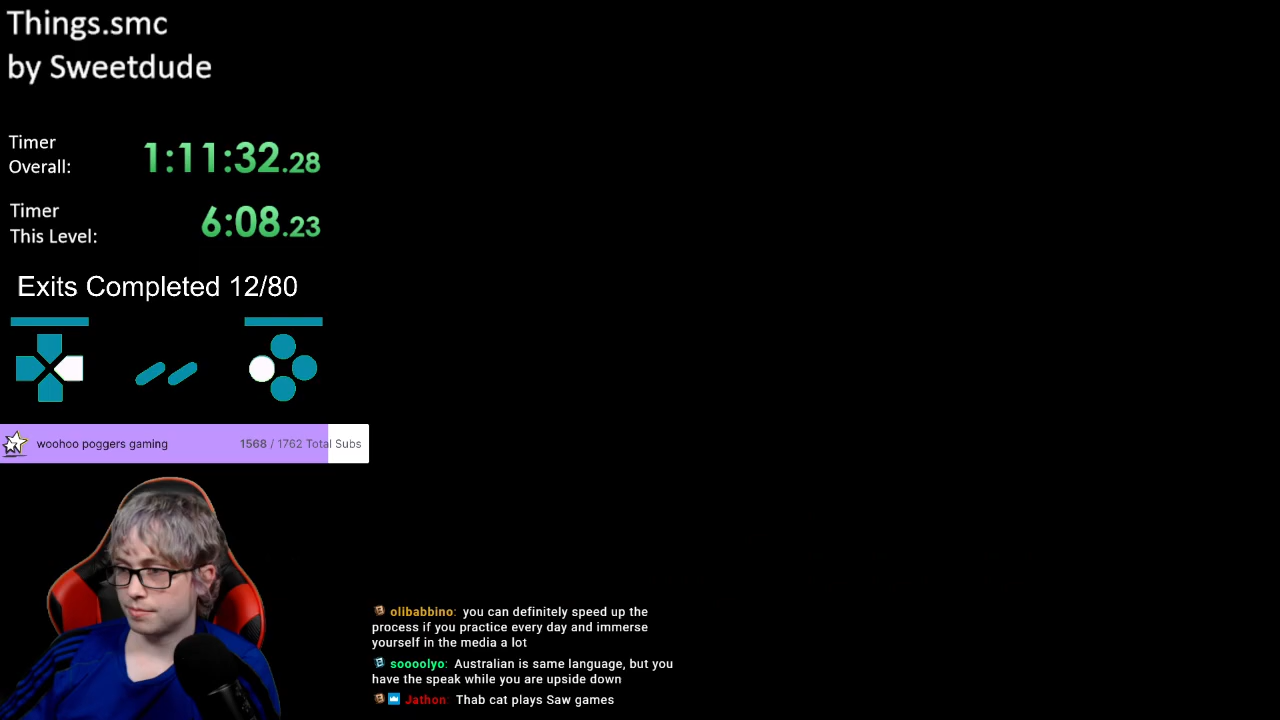 Things.smc
by Sweetdude
Timer
Overall:
1:11:32.28
Timer
This Level:
6:08.23
Exits Completed 12/80
woohoo poggers gaming 1568 / 1762 Total Subs
olibabbino: you can definitely speed up the
process if you practice every day and immerse
yourself in the media a lot
soooolyo: Australian is same language, but you
have the speak while you are upside down
Jathon: Thab cat plays Saw games